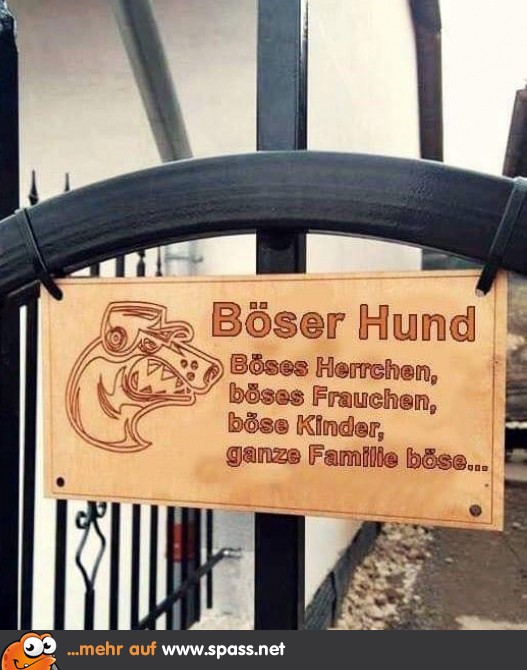 Böser Hund
Böses Herrchen,
böses Frauchen,
böse Kinder,
ganze Familie böse...
...mehr auf www.spass.net